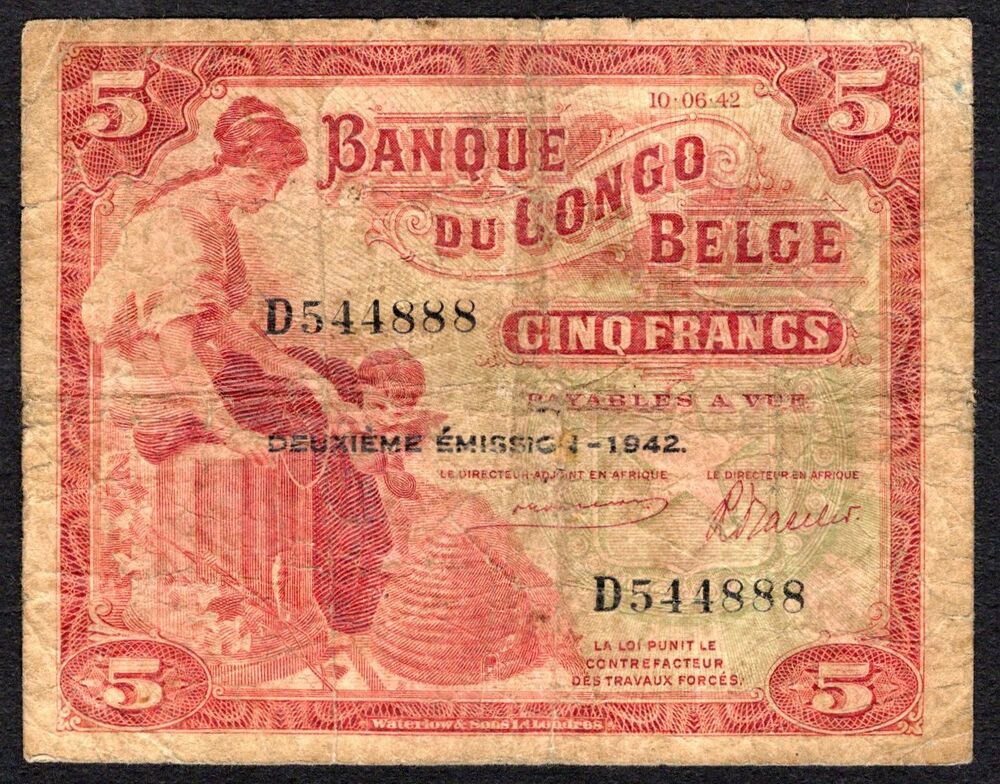 5
5
10·06·42
BANQUE
DU CONGO
BELGE
D544888
CINQ FRANCS
PAYABLES A VUE
DEUXIÈME ÉMISSION-1942.
LE DIRECTEUR-ADJOINT EN AFRIQUE
LE DIRECTEUR EN AFRIQUE
D544888
LA LOI PUNIT LE
CONTREFACTEUR
DES TRAVAUX FORCÉS.
5
5
Waterlow & Sons Ld Londres